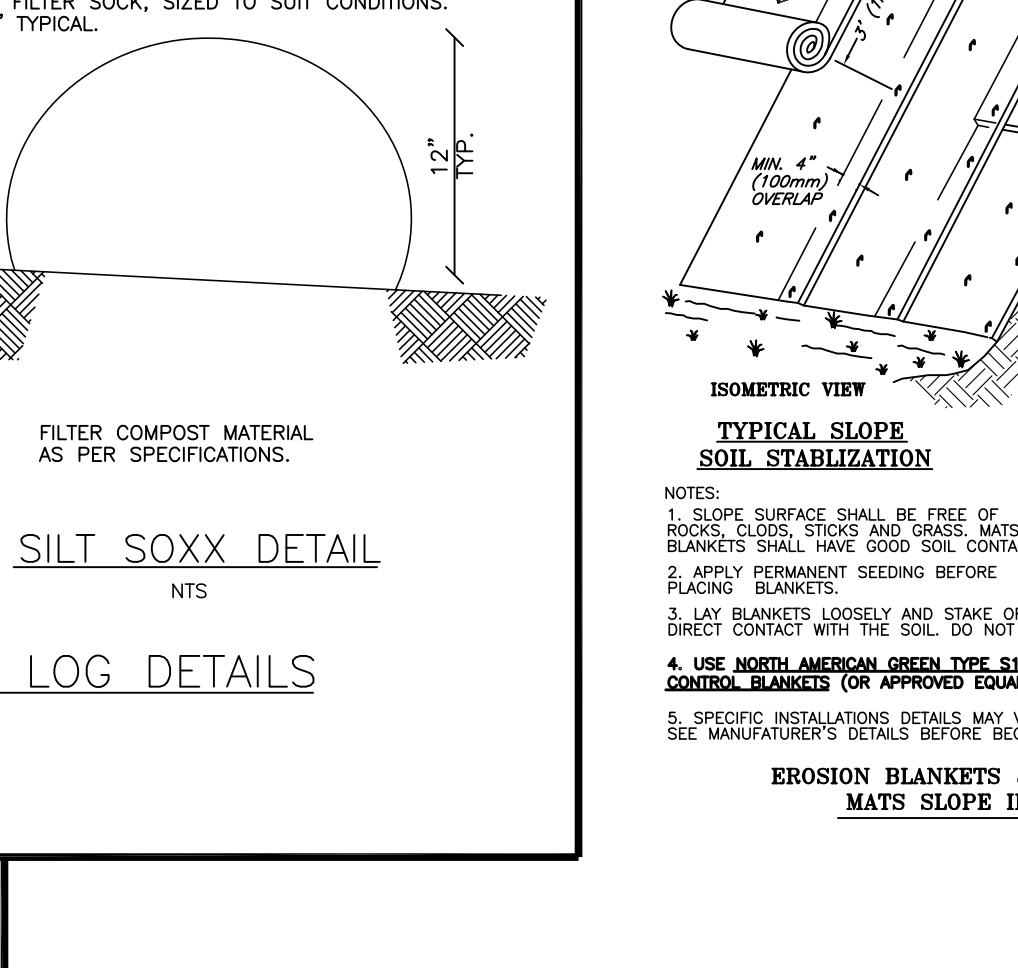 FILTER SOCK, SIZED TO SUIT CONDITIONS.
" TYPICAL.
12"
TYP.
FILTER COMPOST MATERIAL
AS PER SPECIFICATIONS.
SILT SOXX DETAIL
NTS
LOG DETAILS
3'
MIN. 4"
(100mm)
OVERLAP
ISOMETRIC VIEW
TYPICAL SLOPE
SOIL STABLIZATION
NOTES:
1. SLOPE SURFACE SHALL BE FREE OF
ROCKS, CLODS, STICKS AND GRASS. MATS
BLANKETS SHALL HAVE GOOD SOIL CONTA
2. APPLY PERMANENT SEEDING BEFORE
PLACING BLANKETS.
3. LAY BLANKETS LOOSELY AND STAKE OR
DIRECT CONTACT WITH THE SOIL. DO NOT
4. USE NORTH AMERICAN GREEN TYPE S1
CONTROL BLANKETS (OR APPROVED EQUA
5. SPECIFIC INSTALLATIONS DETAILS MAY V
SEE MANUFATURER'S DETAILS BEFORE BEG
EROSION BLANKETS
MATS SLOPE I